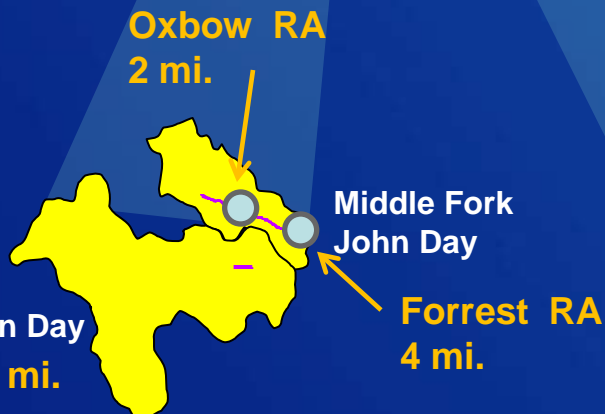 Oxbow RA
2 mi.
Middle Fork
John Day
Forrest RA
4 mi.
n Day
mi.